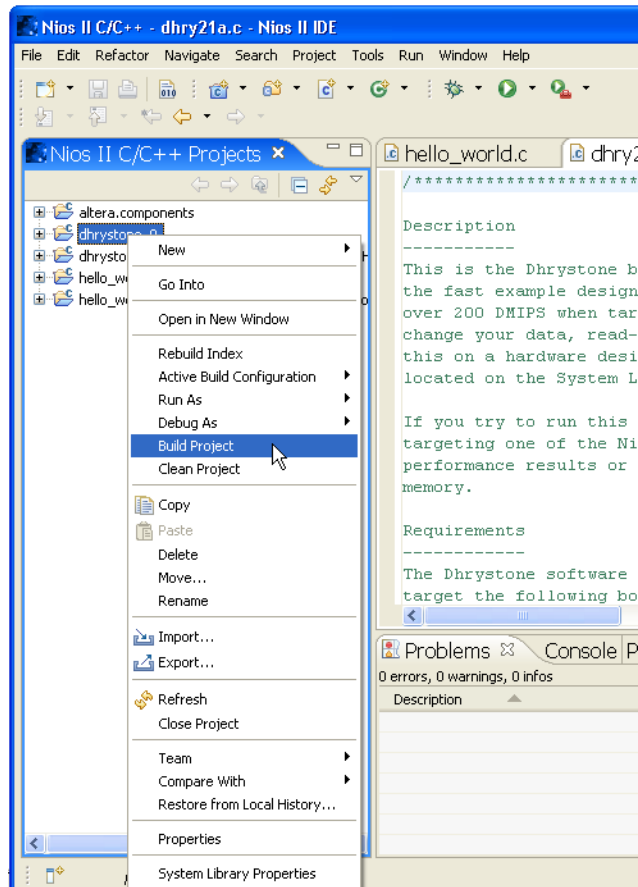 Nios II C/C++ - dhry21a.c - Nios II IDE
File Edit Refactor Navigate Search Project Tools Run Window Help
010
Nios II C/C++ Projects
altera.components
dhrystone_0
hello_world.c
/************************
Description
-----------
This is the Dhrystone b
the fast example design
over 200 DMIPS when tar
change your data, read-
this on a hardware desi
located on the System L
If you try to run this
targeting one of the Ni
performance results or
memory.
Requirements
------------
The Dhrystone software
target the following bo
New
Go Into
Open in New Window
Rebuild Index
Active Build Configuration
Run As
Debug As
Build Project
Clean Project
Copy
Paste
Delete
Move...
Rename
Import...
Export...
Refresh
Close Project
Team
Compare With
Restore from Local History...
Properties
System Library Properties
Problems Console
0 errors, 0 warnings, 0 infos
Description